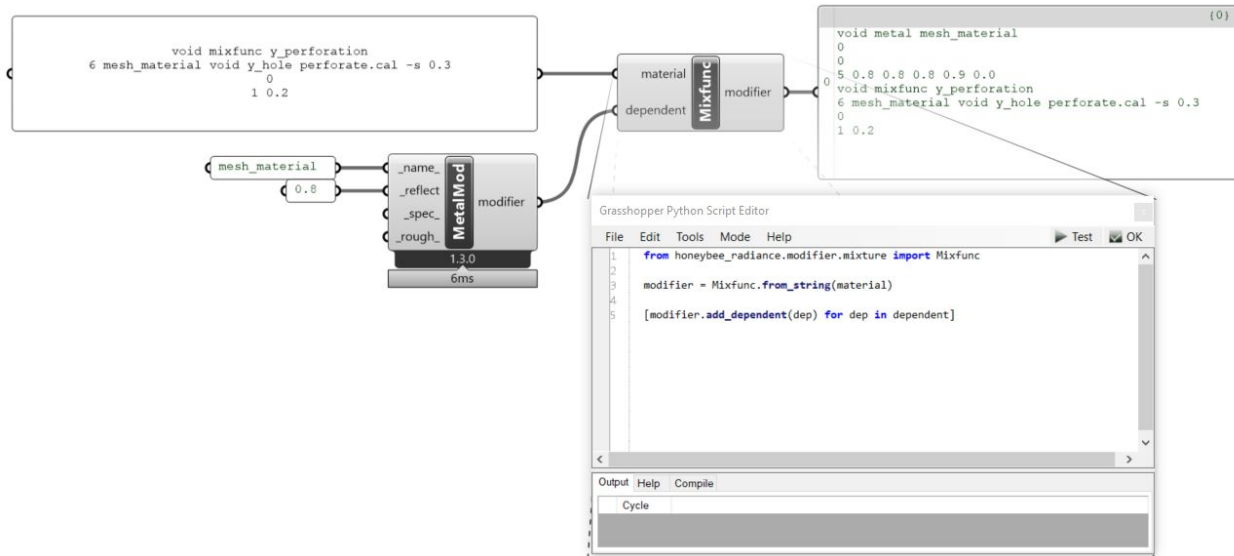 void mixfunc y_perforation
6 mesh_material void y_hole perforate.cal -s 0.3
0
1 0.2
mesh_material
0.8
_name_
_reflect
_spec_
_rough_
MetalMod
modifier
1.3.0
6ms
material
dependent
Mixfunc
modifier
{0}
0
void metal mesh_material
0
5 0.8 0.8 0.8 0.9 0.0
void mixfunc y_perforation
6 mesh_material void y_hole perforate.cal -s 0.3
0
1 0.2
Grasshopper Python Script Editor
x
File Edit Tools Mode Help Test OK
1 from honeybee_radiance.modifier.mixture import Mixfunc
2
3 modifier = Mixfunc.from_string(material)
4
5 [modifier.add_dependent(dep) for dep in dependent]
Output Help Compile
Cycle